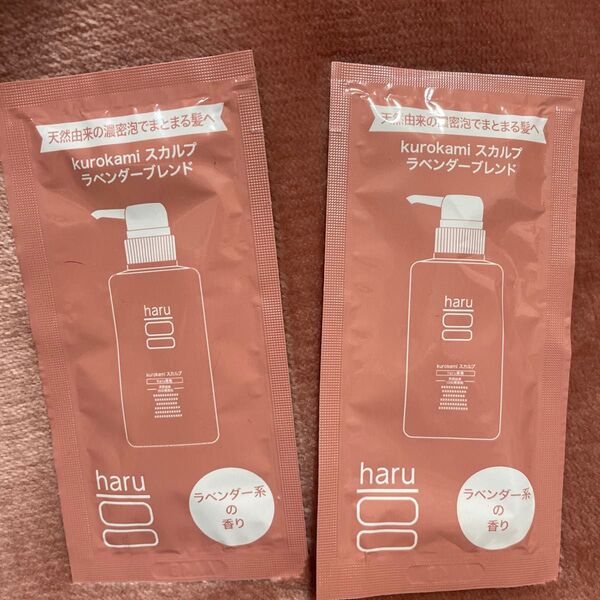 天然由来の濃密泡でまとまる髪へ
kurokami スカルプ
ラベンダーブレンド
haru
kurokami スカルプ
haru
ラベンダー系
の
香り
天然由来の濃密泡でまとまる髪へ
kurokami スカルプ
ラベンダーブレンド
haru
kurokami スカルプ
haru
ラベンダー系
の
香り